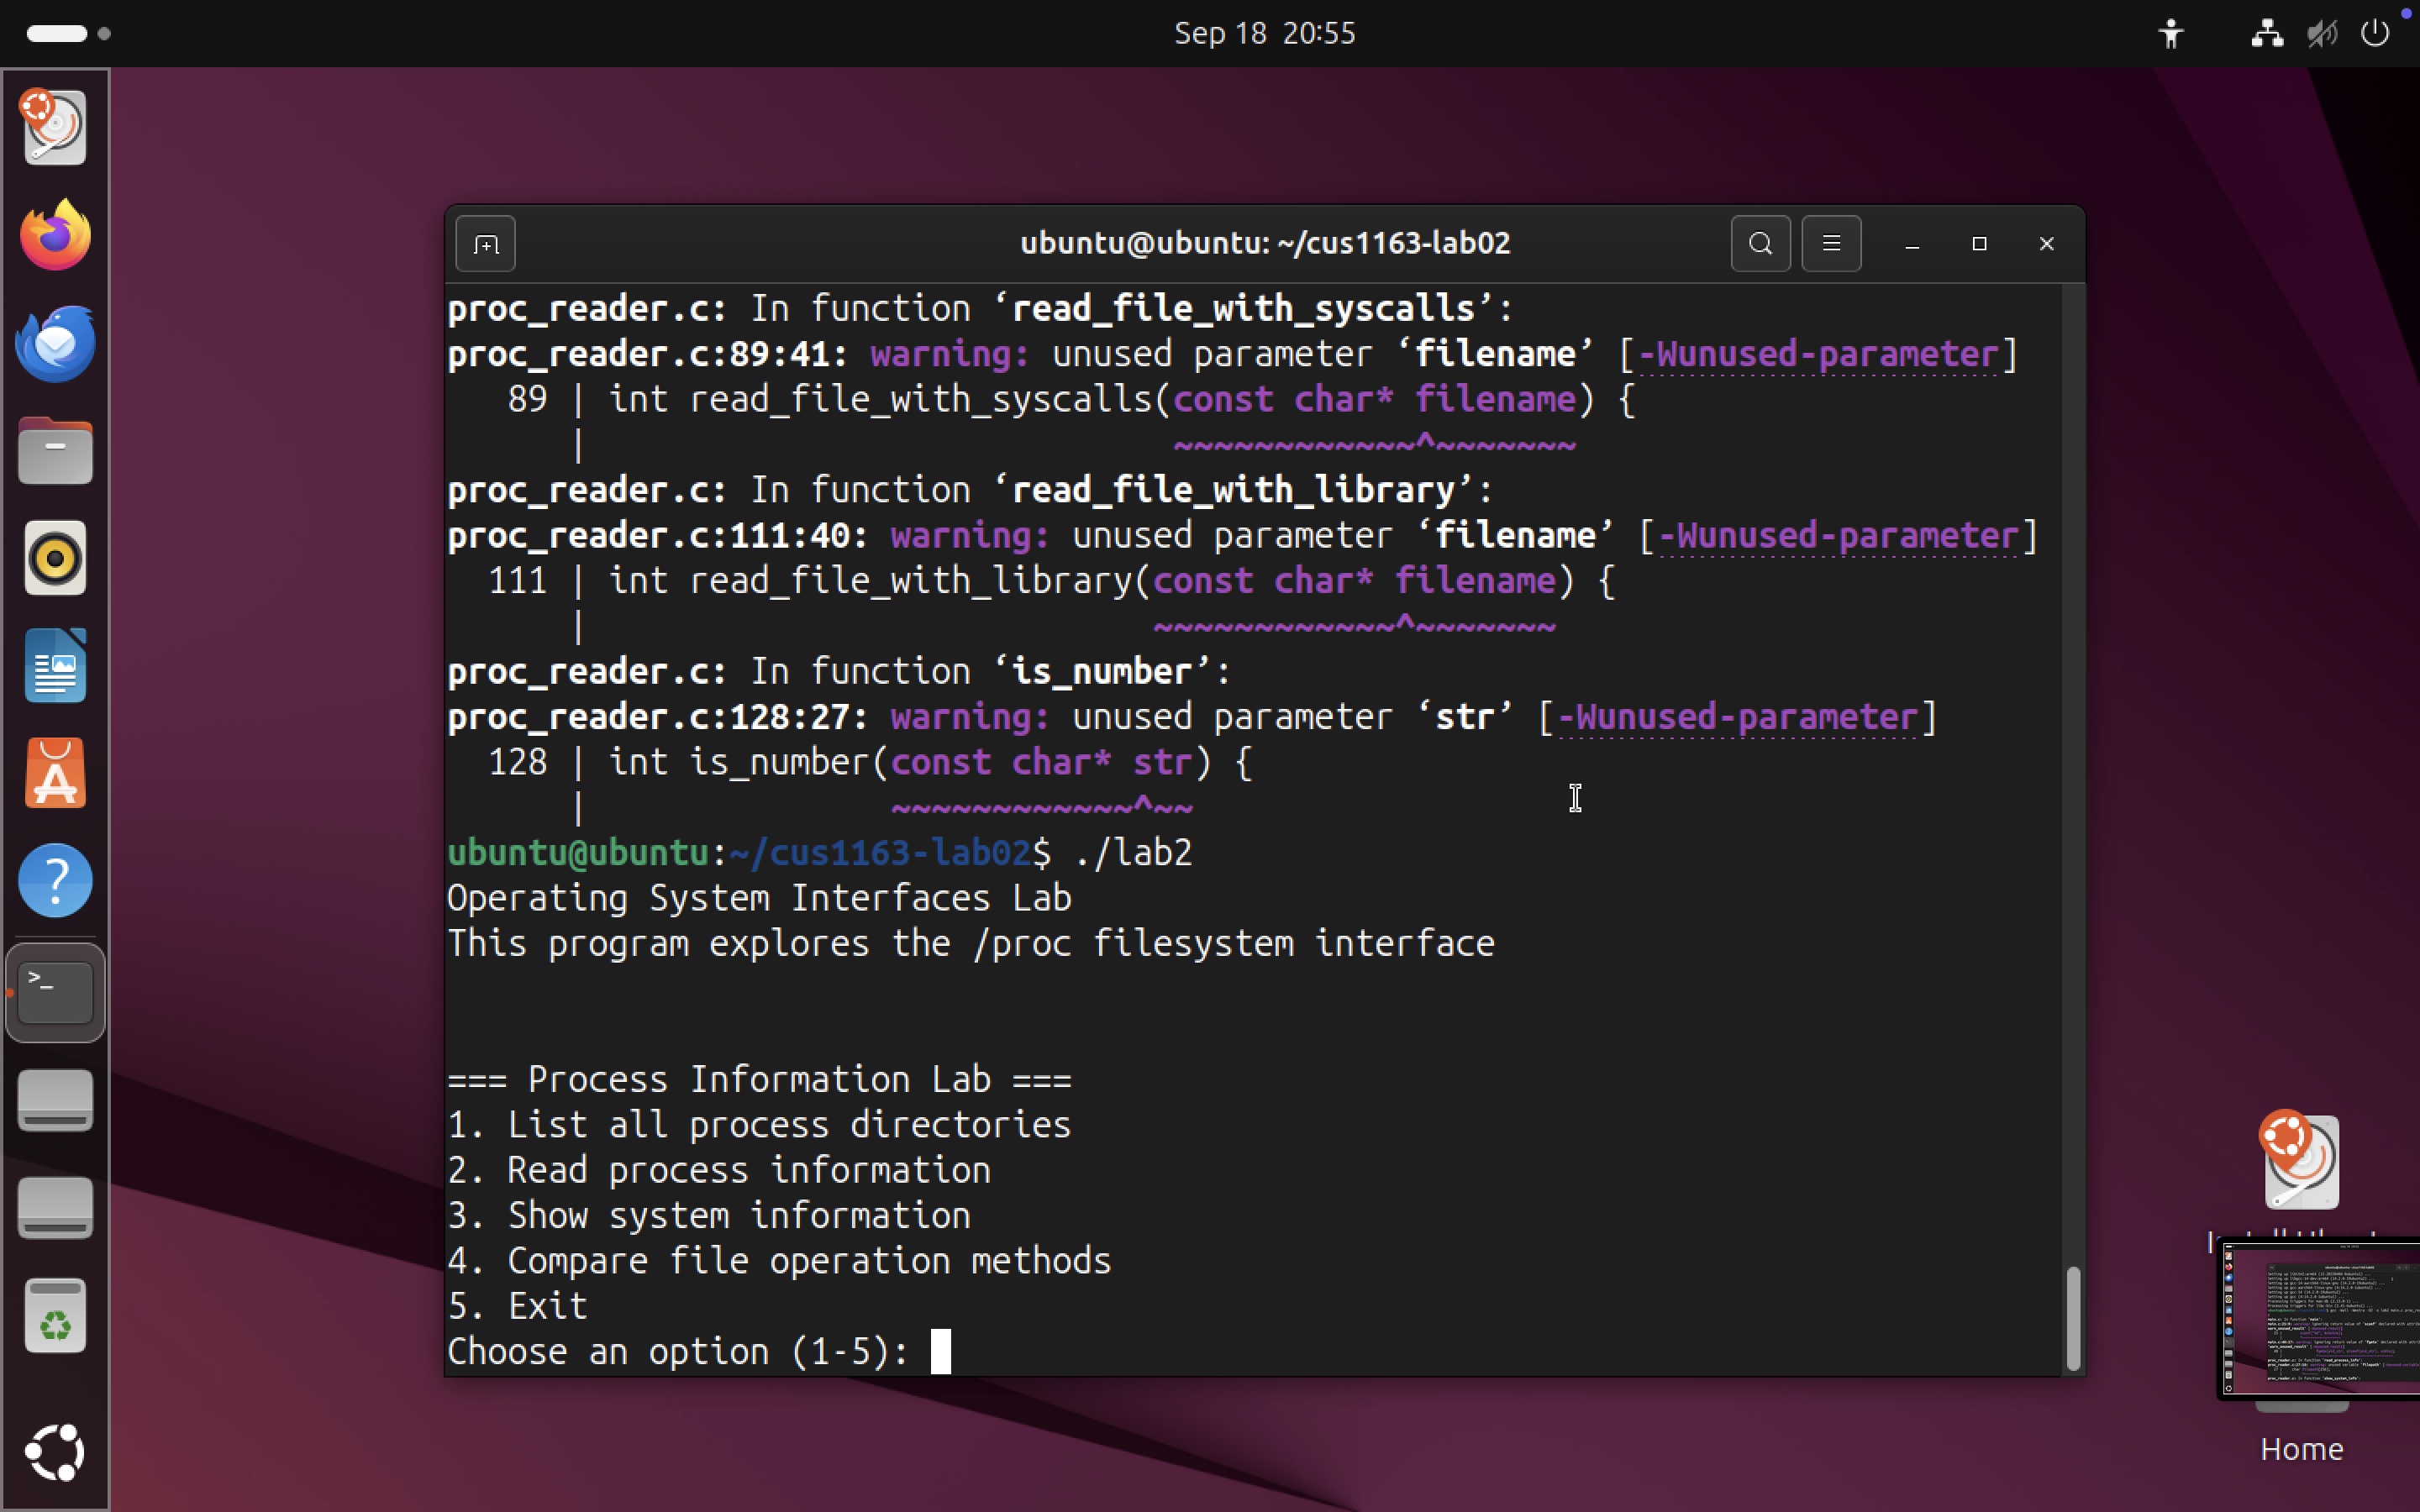 Sep 18 20:55
ubuntu@ubuntu: ~/cus1163-lab02
proc_reader.c: In function ‘read_file_with_syscalls’:
proc_reader.c:89:41: warning: unused parameter ‘filename’ [-Wunused-parameter]
89 | int read_file_with_syscalls(const char* filename) {
| ~~~~~~~~~~~~^~~~~~~~
proc_reader.c: In function ‘read_file_with_library’:
proc_reader.c:111:40: warning: unused parameter ‘filename’ [-Wunused-parameter]
111 | int read_file_with_library(const char* filename) {
| ~~~~~~~~~~~~^~~~~~~~
proc_reader.c: In function ‘is_number’:
proc_reader.c:128:27: warning: unused parameter ‘str’ [-Wunused-parameter]
128 | int is_number(const char* str) {
| ~~~~~~~~~~~~^~~
ubuntu@ubuntu:~/cus1163-lab02$ ./lab2
Operating System Interfaces Lab
This program explores the /proc filesystem interface
=== Process Information Lab ===
1. List all process directories
2. Read process information
3. Show system information
4. Compare file operation methods
5. Exit
Choose an option (1-5):
Home